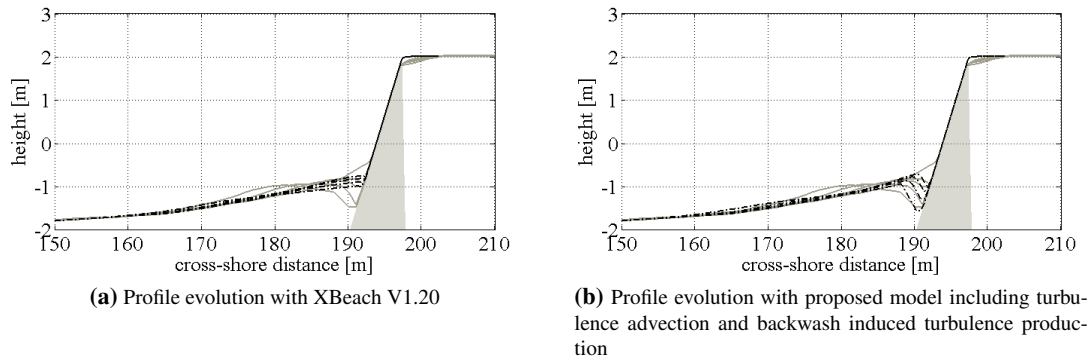 3
2
1
0
-1
-2
height [m]
150 160 170 180 190 200 210
cross-shore distance [m]
(a) Profile evolution with XBeach V1.20
3
2
1
0
-1
-2
height [m]
150 160 170 180 190 200 210
cross-shore distance [m]
(b) Profile evolution with proposed model including turbu-
lence advection and backwash induced turbulence produc-
tion